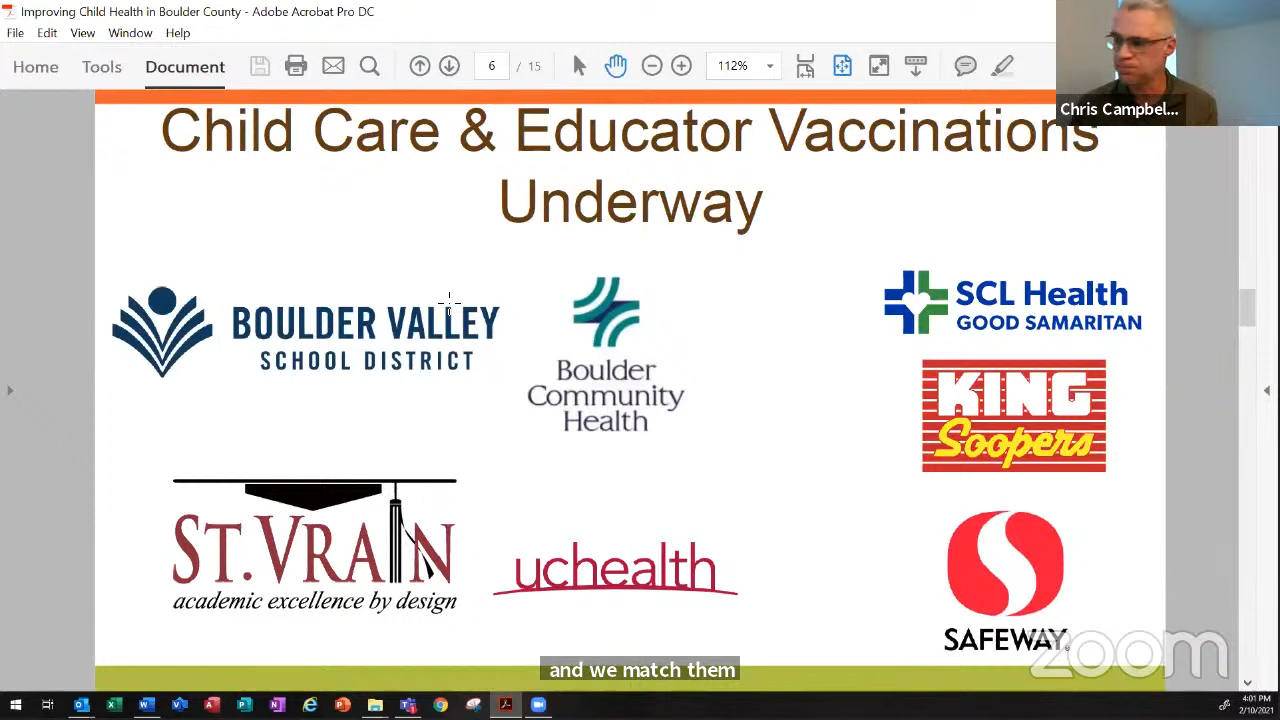 Improving Child Health in Boulder County - Adobe Acrobat Pro DC
File Edit View Window Help
Home Tools Document 6 / 15 112%
Chris Campbel...
Child Care & Educator Vaccinations
Underway
BOULDER VALLEY
SCHOOL DISTRICT
Boulder
Community
Health
SCL Health
GOOD SAMARITAN
KING
Soopers
ST. VRAIN
academic excellence by design
uchealth
SAFEWAY
zoom
and we match them
4:01 PM
2/10/2021